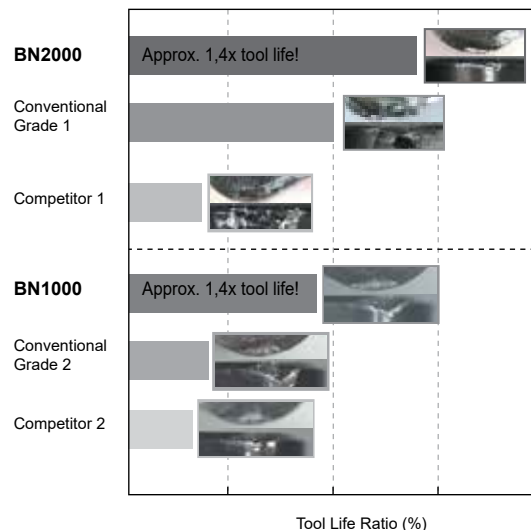 BN2000
Approx. 1,4x tool life!
Conventional
Grade 1
Competitor 1
BN1000
Approx. 1,4x tool life!
Conventional
Grade 2
Competitor 2
Tool Life Ratio (%)